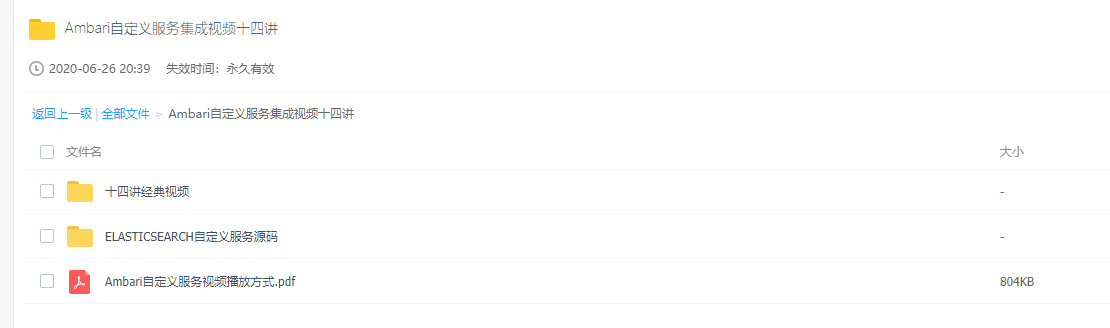 Ambari自定义服务集成视频十四讲
2020-06-26 20:39 失效时间：永久有效
返回上一级 | 全部文件 > Ambari自定义服务集成视频十四讲
文件名 大小
十四讲经典视频 -
ELASTICSEARCH自定义服务源码 -
Ambari自定义服务视频播放方式.pdf 804KB